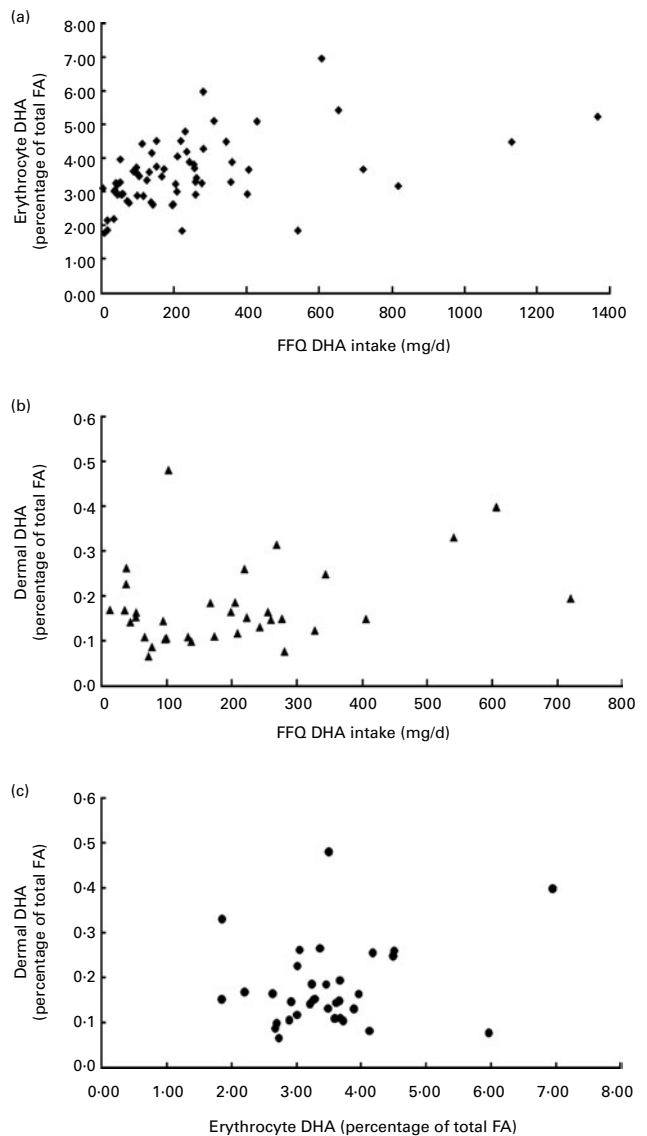 (a)
8·00
7·00
6·00
5·00
4·00
3·00
2·00
1·00
0·00
Erythrocyte DHA
(percentage of total FA)
0 200 400 600 800 1000 1200 1400
FFQ DHA intake (mg/d)
(b)
0·6
0·5
0·4
0·3
0·2
0·1
0·0
Dermal DHA
(percentage of total FA)
0 100 200 300 400 500 600 700 800
FFQ DHA intake (mg/d)
(c)
0·6
0·5
0·4
0·3
0·2
0·1
0·0
Dermal DHA
(percentage of total FA)
0·00 1·00 2·00 3·00 4·00 5·00 6·00 7·00 8·00
Erythrocyte DHA (percentage of total FA)